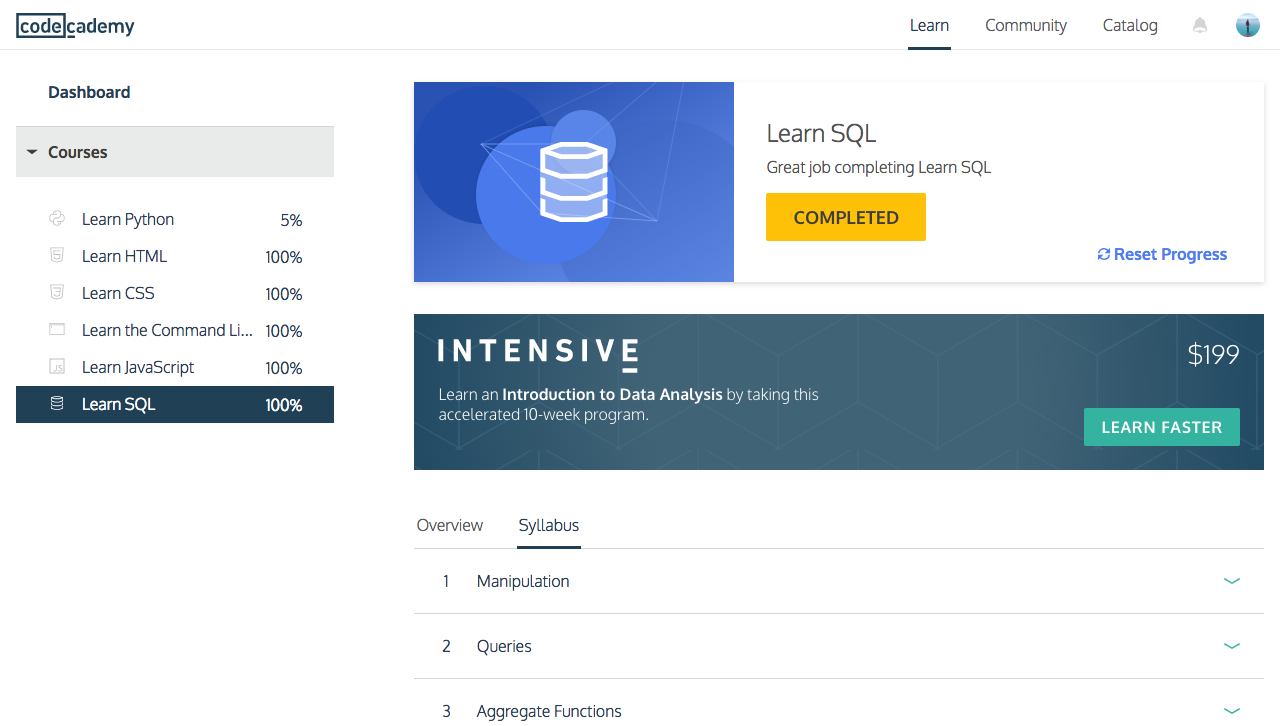 codecademy
Learn
Community
Catalog
Dashboard
Courses
Learn Python 5%
Learn HTML 100%
Learn CSS 100%
Learn the Command Li... 100%
JS Learn JavaScript 100%
Learn SQL 100%
Learn SQL
Great job completing Learn SQL
COMPLETED
Reset Progress
INTENSIVE
$199
Learn an Introduction to Data Analysis by taking this
accelerated 10-week program.
LEARN FASTER
Overview
Syllabus
1 Manipulation
2 Queries
3 Aggregate Functions